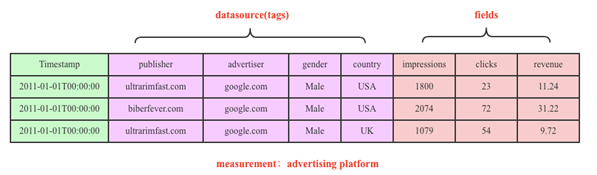 datasource(tags) fields
Timestamp publisher advertiser gender country impressions clicks revenue
2011-01-01T00:00:00 ultrarimfast.com google.com Male USA 1800 23 11.24
2011-01-01T00:00:00 biberfever.com google.com Male USA 2074 72 31.22
2011-01-01T00:00:00 ultrarimfast.com google.com Male UK 1079 54 9.72
measurement: advertising platform